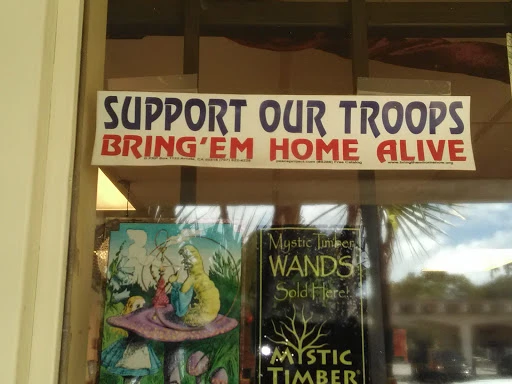 SUPPORT OUR TROOPS
BRING'EM HOME ALIVE
Mystic Timber
WANDS
Sold Here!
MYSTIC
TIMBER